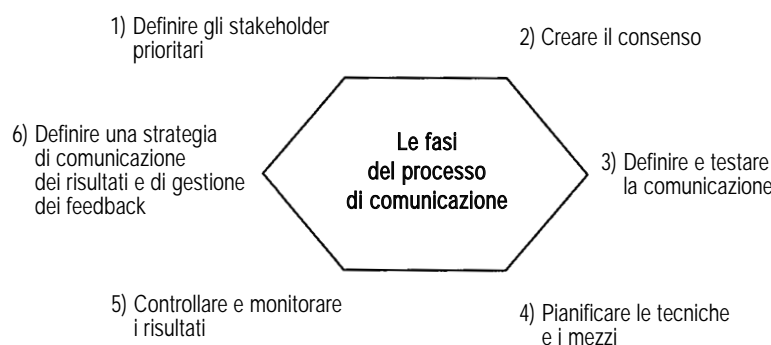 1) Definire gli stakeholder
prioritari
2) Creare il consenso
6) Definire una strategia
di comunicazione
dei risultati e di gestione
dei feedback
Le fasi
del processo
di comunicazione
3) Definire e testare
la comunicazione
5) Controllare e monitorare
i risultati
4) Pianificare le tecniche
e i mezzi